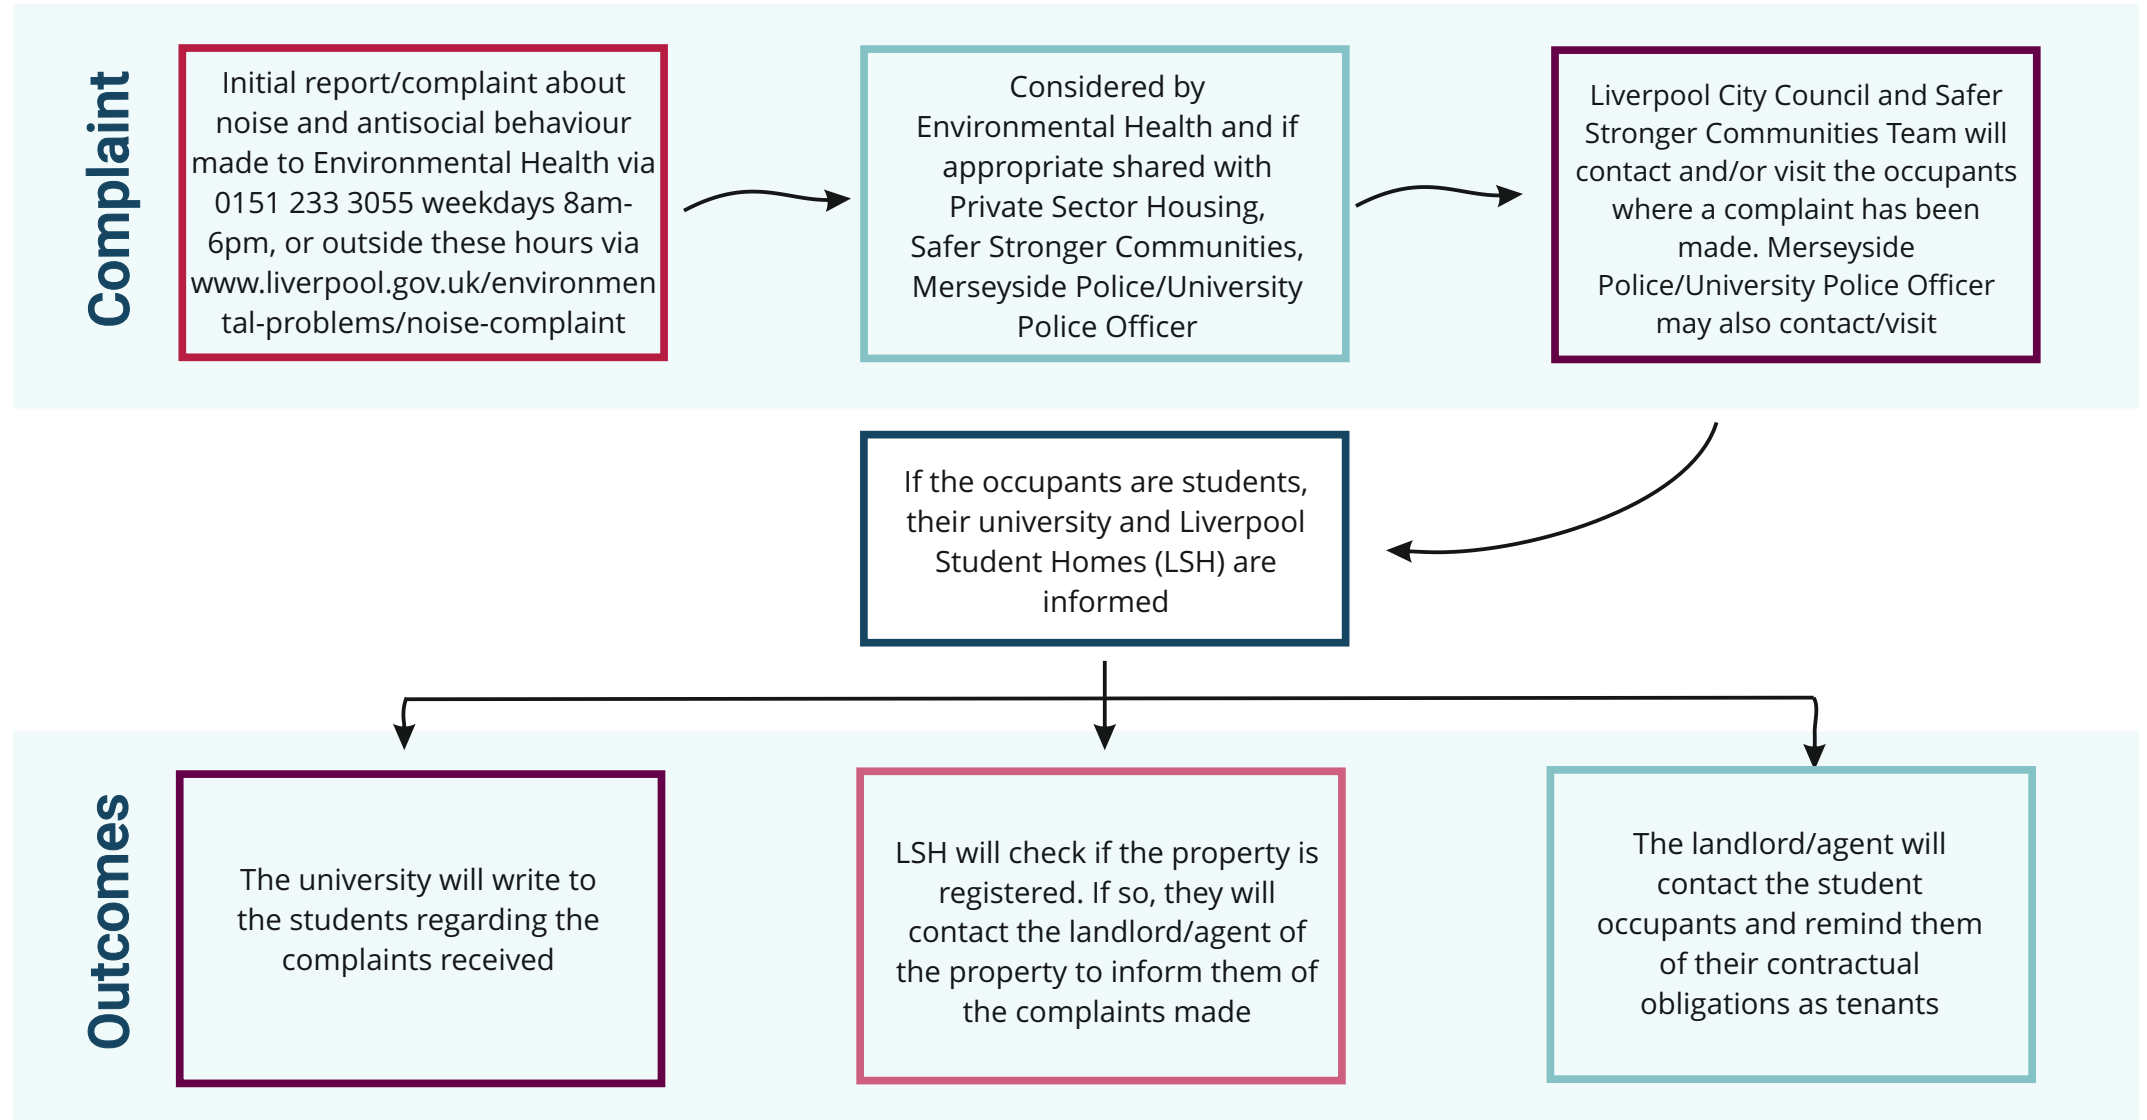 Complaint
Initial report/complaint about
noise and antisocial behaviour
made to Environmental Health via
0151 233 3055 weekdays 8am-
6pm, or outside these hours via
www.liverpool.gov.uk/environmen
tal-problems/noise-complaint
Considered by
Environmental Health and if
appropriate shared with
Private Sector Housing,
Safer Stronger Communities,
Merseyside Police/University
Police Officer
Liverpool City Council and Safer
Stronger Communities Team will
contact and/or visit the occupants
where a complaint has been
made. Merseyside
Police/University Police Officer
may also contact/visit
If the occupants are students,
their university and Liverpool
Student Homes (LSH) are
informed
Outcomes
The university will write to
the students regarding the
complaints received
LSH will check if the property is
registered. If so, they will
contact the landlord/agent of
the property to inform them of
the complaints made
The landlord/agent will
contact the student
occupants and remind them
of their contractual
obligations as tenants